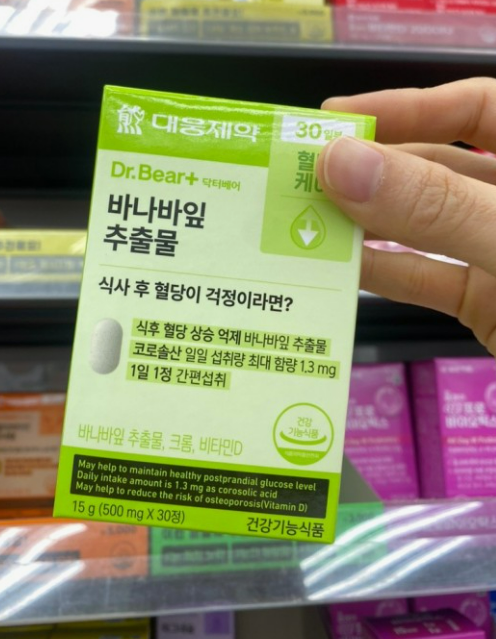 대웅제약
30일분
Dr.Bear+ 닥터베어
바나바잎
추출물
식사 후 혈당이 걱정이라면?
식후 혈당 상승 억제 바나바잎 추출물
코로솔산 일일 섭취량 최대 함량 1.3 mg
1일 1정 간편섭취
건강
기능식품
바나바잎 추출물, 크롬, 비타민D
May help to maintain healthy postprandial glucose level
Daily intake amount is 1.3 mg as corosolic acid
May help to reduce the risk of osteoporosis(Vitamin D)
15 g (500 mg X 30정)
건강기능식품